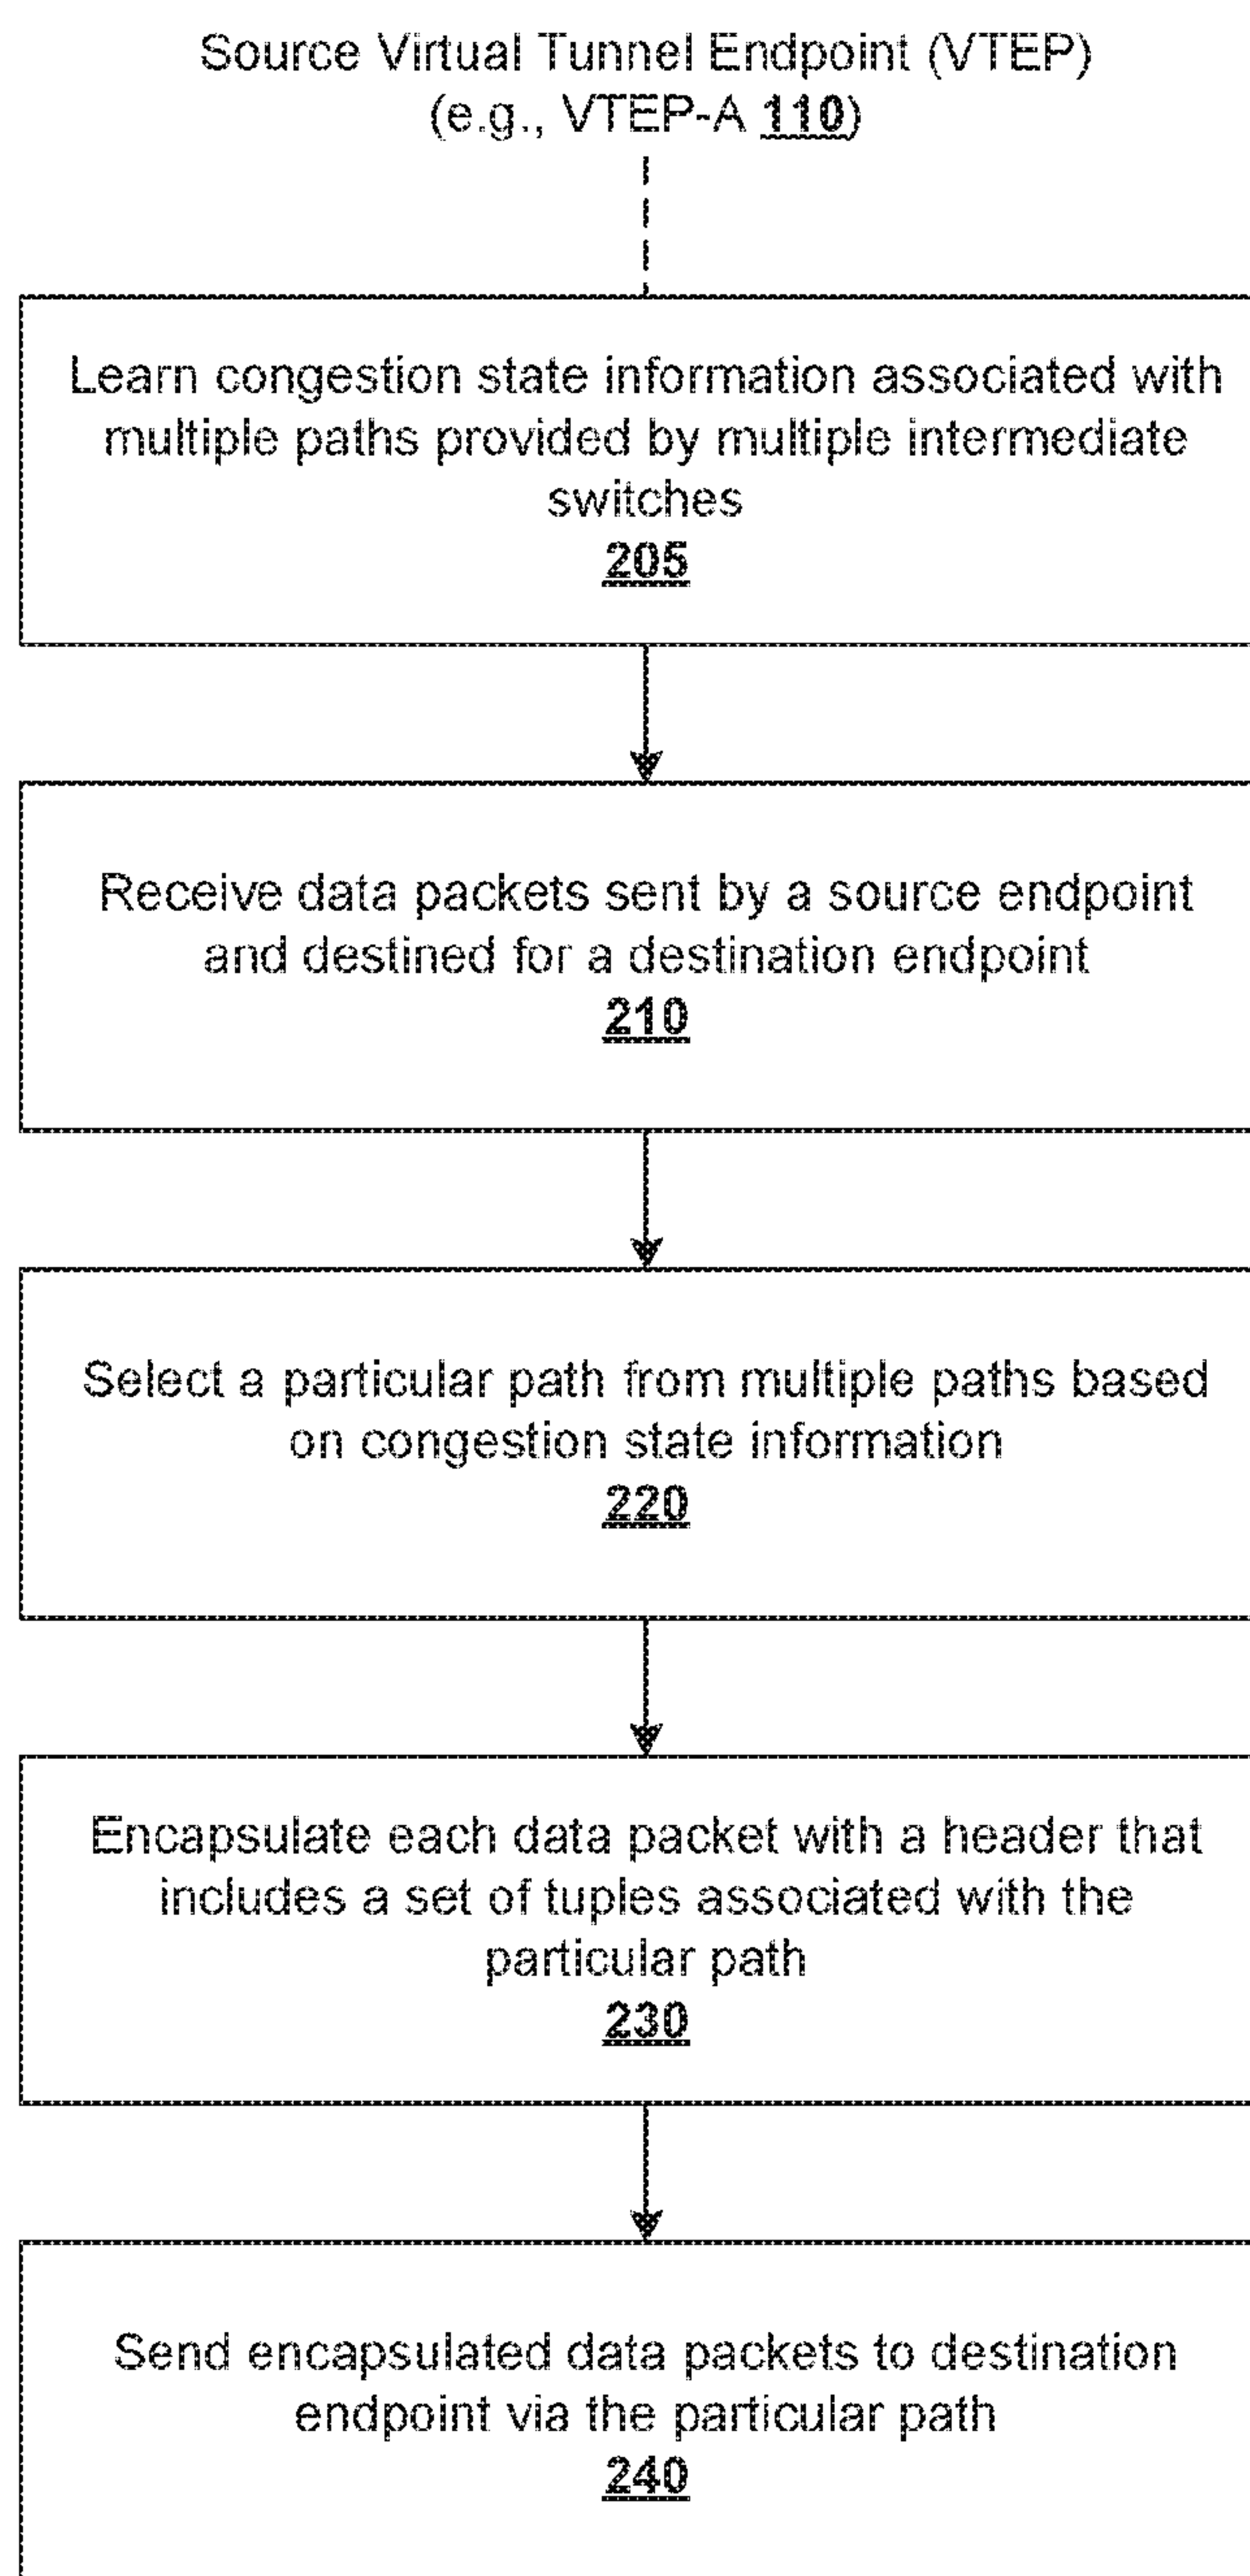 Source Virtual Tunnel Endpoint (VTEP)
(e.g., VTEP-A 110)
Learn congestion state information associated with
multiple paths provided by multiple intermediate
switches
205
Receive data packets sent by a source endpoint
and destined for a destination endpoint
210
Select a particular path from multiple paths based
on congestion state information
220
Encapsulate each data packet with a header that
includes a set of tuples associated with the
particular path
230
Send encapsulated data packets to destination
endpoint via the particular path
240